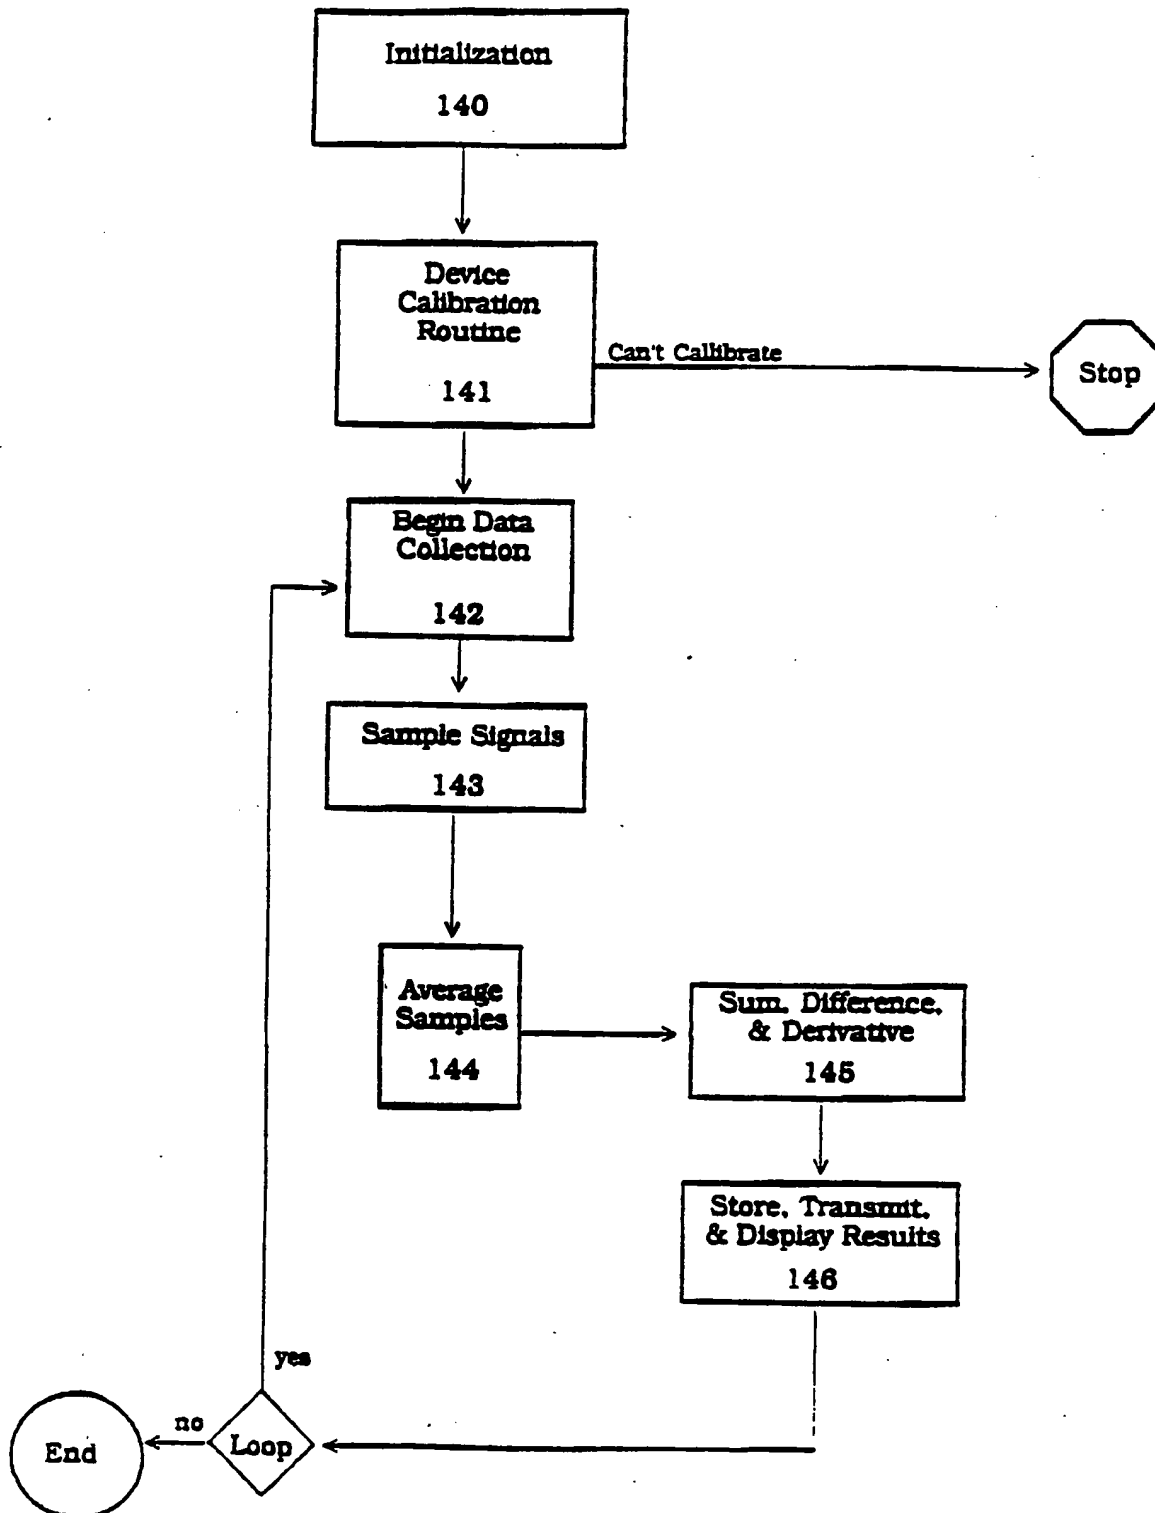 Initialization
140
Device
Calibration
Routine
141
Can't Callibrate
Stop
Begin Data
Collection
142
Sample Signals
143
Average
Samples
144
Sum, Difference,
& Derivative
145
Store, Transmit,
& Display Results
146
yes
no
Loop
End